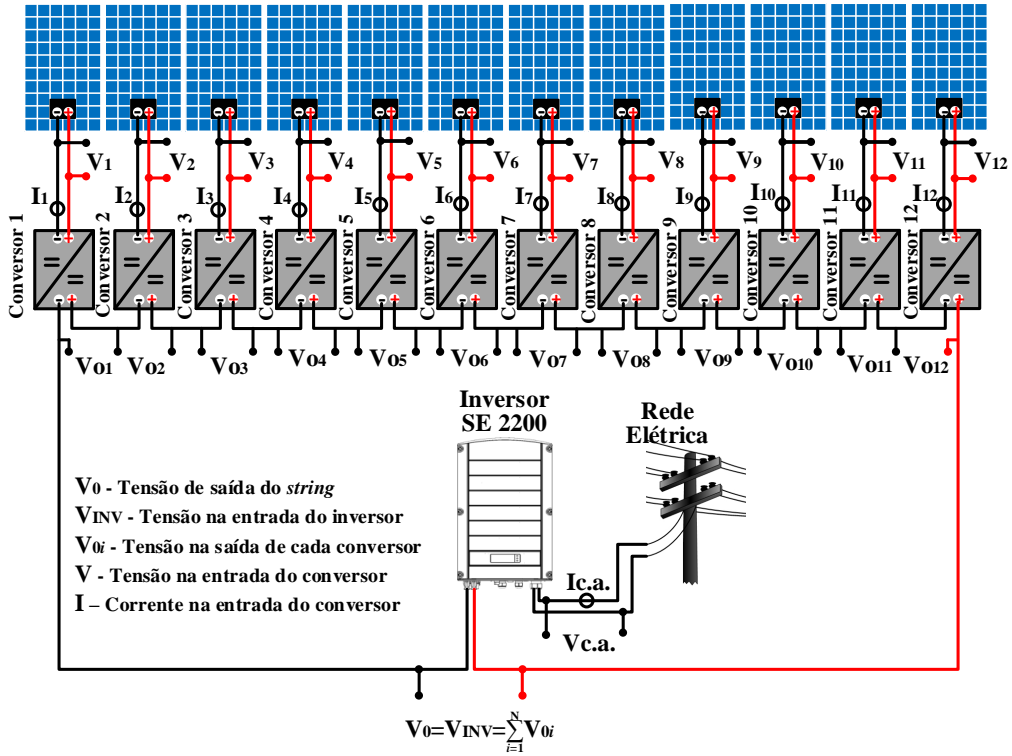 V1 V2 V3 V4 V5 V6 V7 V8 V9 V10 V11 V12
I1 I2 I3 I4 I5 I6 I7 I8 I9 I10 I11 I12
Conversor 1
Conversor 2
Conversor 3
Conversor 4
Conversor 5
Conversor 6
Conversor 7
Conversor 8
Conversor 9
Conversor 10
Conversor 11
Conversor 12
VO1 VO2 VO3 VO4 VO5 VO6 VO7 VO8 VO9 VO10 VO11 VO12
Inversor
SE 2200
Rede
Elétrica
V0 - Tensão de saída do string
VINV - Tensão na entrada do inversor
V0i - Tensão na saída de cada conversor
V - Tensão na entrada do conversor
I – Corrente na entrada do conversor
Ic.a.
Vc.a.
V0=VINV=∑V0i
N
i=1